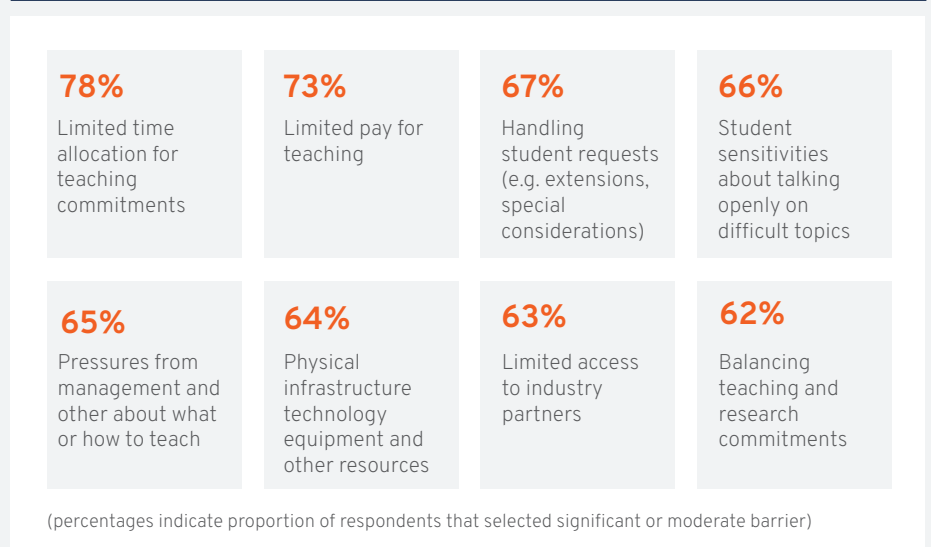 78%
Limited time
allocation for
teaching
commitments
73%
Limited pay for
teaching
67%
Handling
student requests
(e.g. extensions,
special
considerations)
66%
Student
sensitivities
about talking
openly on
difficult topics
65%
Pressures from
management and
other about what
or how to teach
64%
Physical
infrastructure
technology
equipment and
other resources
63%
Limited access
to industry
partners
62%
Balancing
teaching and
research
commitments
(percentages indicate proportion of respondents that selected significant or moderate barrier)